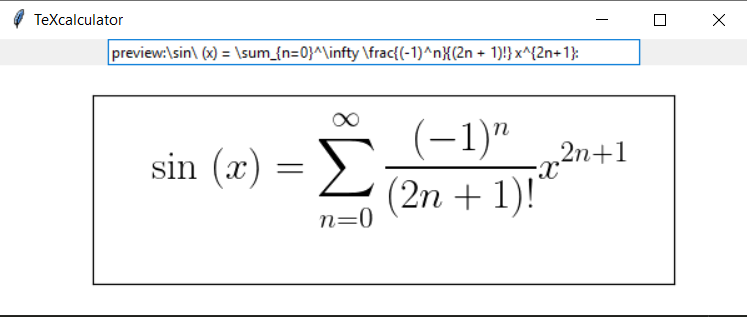 TeXcalculator
preview:\sin\ (x) = \sum_{n=0}^\infty \frac{(-1)^n}{(2n + 1)!} x^{2n+1}:
sin (x) = ∑_{n=0}^{∞} (−1)^n/(2n + 1)! x^{2n+1}